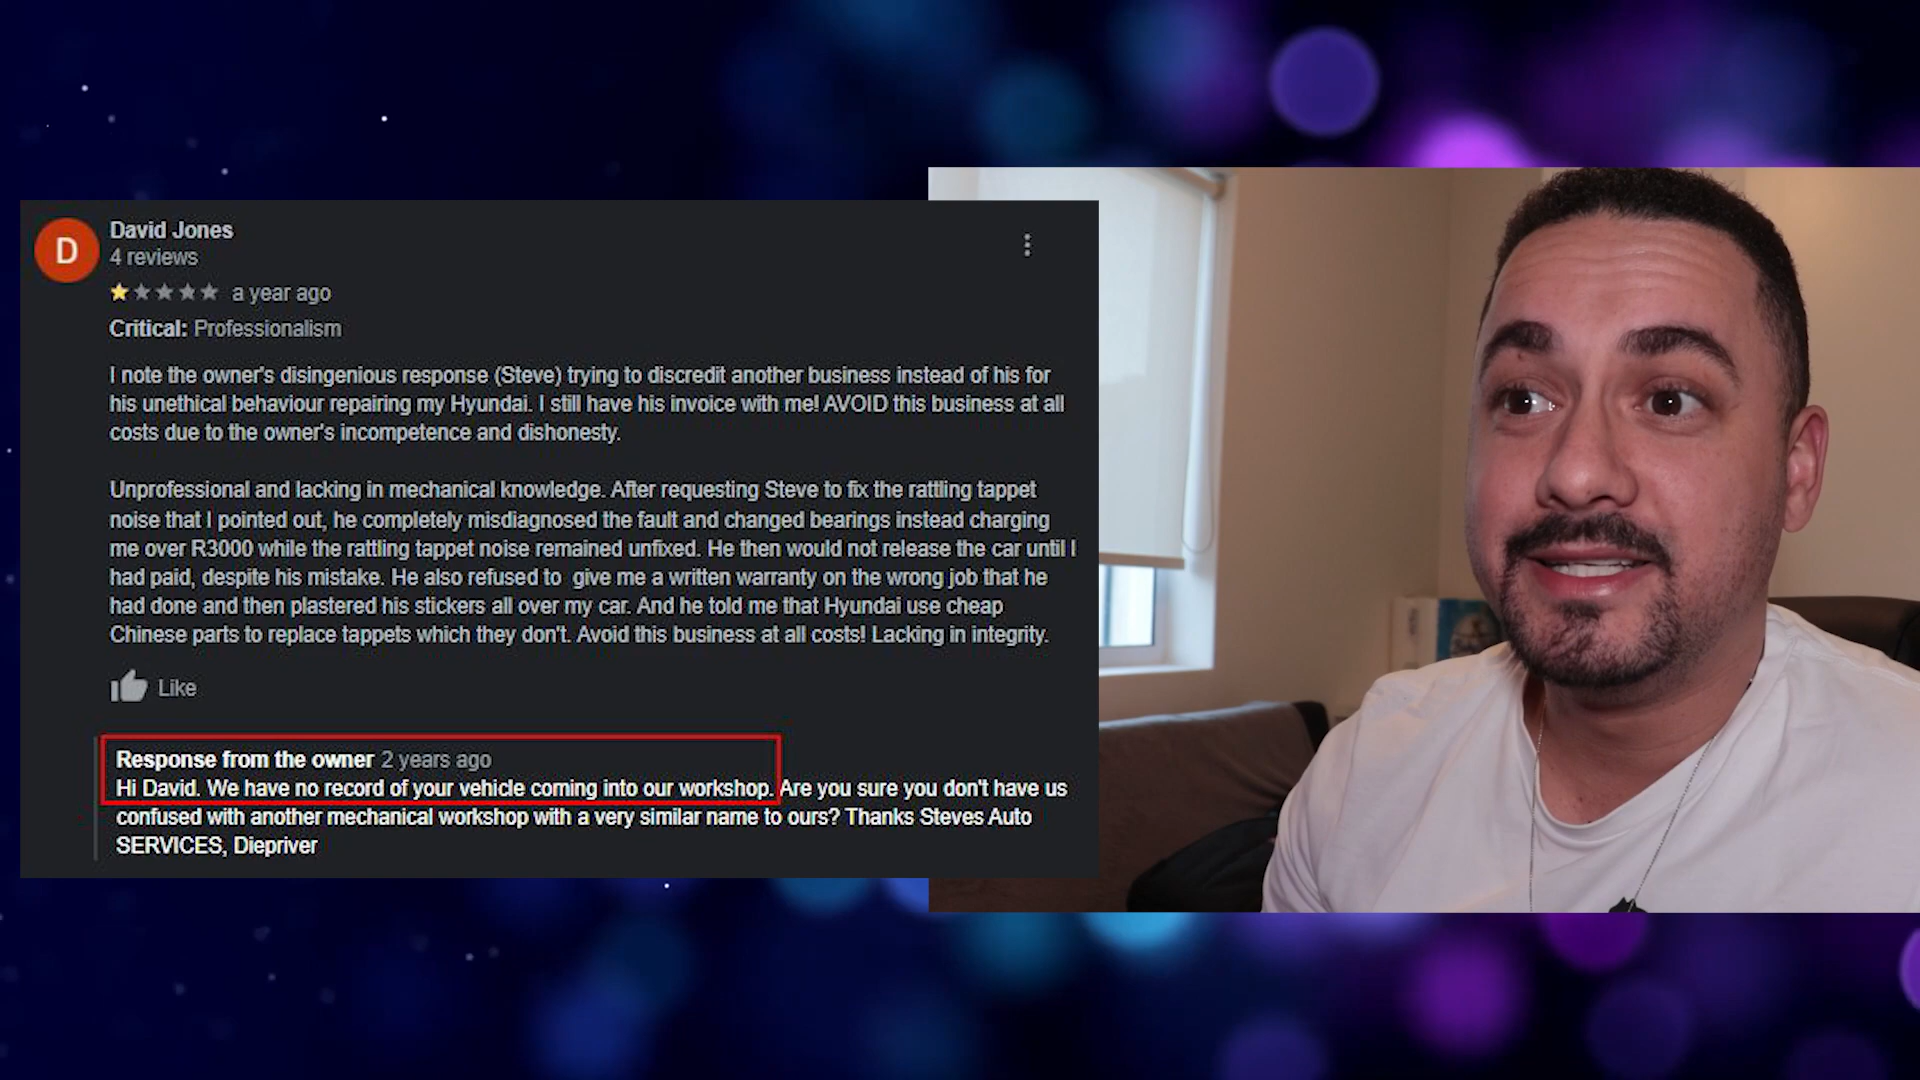 D
David Jones
4 reviews
a year ago
Critical: Professionalism
I note the owner's disingenious response (Steve) trying to discredit another business instead of his for
his unethical behaviour repairing my Hyundai. I still have his invoice with me! AVOID this business at all
costs due to the owner's incompetence and dishonesty.
Unprofessional and lacking in mechanical knowledge. After requesting Steve to fix the rattling tappet
noise that I pointed out, he completely misdiagnosed the fault and changed bearings instead charging
me over R3000 while the rattling tappet noise remained unfixed. He then would not release the car until I
had paid, despite his mistake. He also refused to give me a written warranty on the wrong job that he
had done and then plastered his stickers all over my car. And he told me that Hyundai use cheap
Chinese parts to replace tappets which they don't. Avoid this business at all costs! Lacking in integrity.
Like
Response from the owner 2 years ago
Hi David. We have no record of your vehicle coming into our workshop. Are you sure you don't have us
confused with another mechanical workshop with a very similar name to ours? Thanks Steves Auto
SERVICES, Diepriver